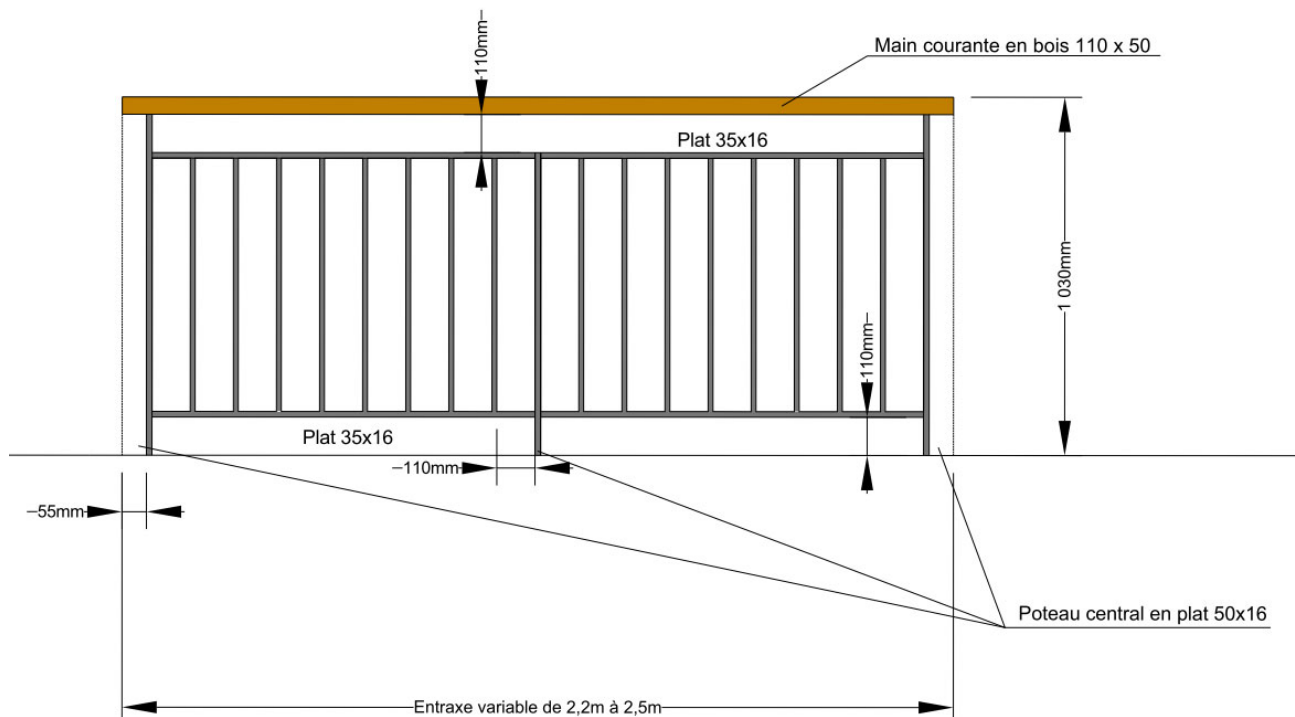 110mm
Main courante en bois 110 x 50
Plat 35x16
1 030mm
110mm
Plat 35x16
110mm
55mm
Poteau central en plat 50x16
Entraxe variable de 2,2m à 2,5m